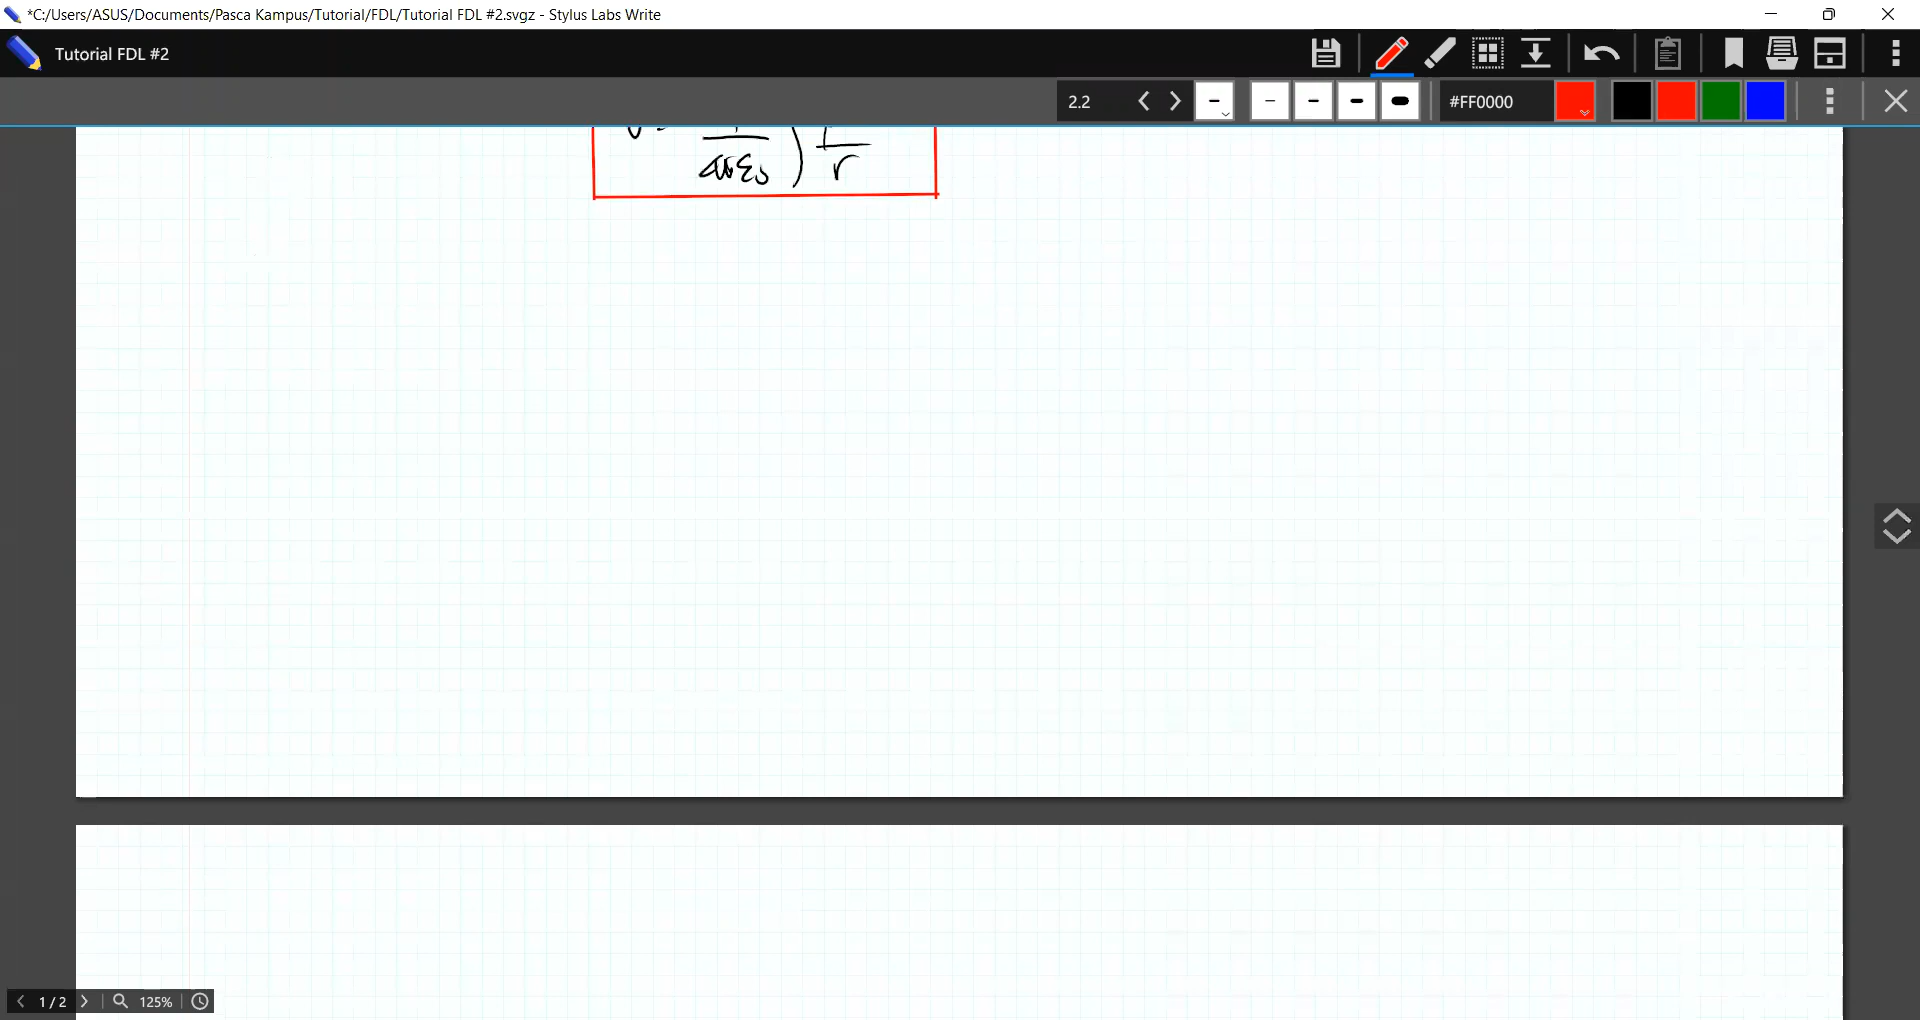 *C:/Users/ASUS/Documents/Pasca Kampus/Tutorial/FDL/Tutorial FDL #2.svgz - Stylus Labs Write
Tutorial FDL #2
2.2
#FF0000
r
1 / 2
125%